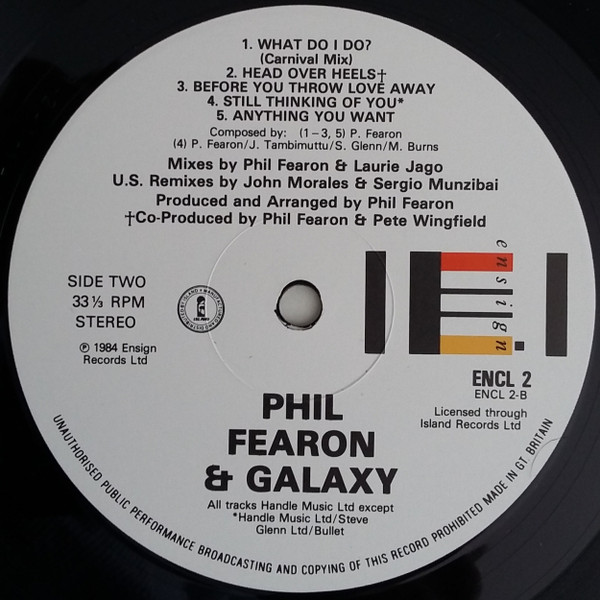 1. WHAT DO I DO?
(Carnival Mix)
2. HEAD OVER HEELS†
3. BEFORE YOU THROW LOVE AWAY
4. STILL THINKING OF YOU*
5. ANYTHING YOU WANT
Composed by: (1–3, 5) P. Fearon
(4) P. Fearon/J. Tambimuttu/S. Glenn/M. Burns
Mixes by Phil Fearon & Laurie Jago
U.S. Remixes by John Morales & Sergio Munzibai
Produced and Arranged by Phil Fearon
†Co-Produced by Phil Fearon & Pete Wingfield
SIDE TWO
33⅓ RPM
STEREO
℗ 1984 Ensign
Records Ltd
ensign
ENCL 2
ENCL 2-B
Licensed through
Island Records Ltd
PHIL
FEARON
& GALAXY
All tracks Handle Music Ltd except
*Handle Music Ltd/Steve
Glenn Ltd/Bullet
UNAUTHORISED PUBLIC PERFORMANCE BROADCASTING AND COPYING OF THIS RECORD PROHIBITED MADE IN GT. BRITAIN